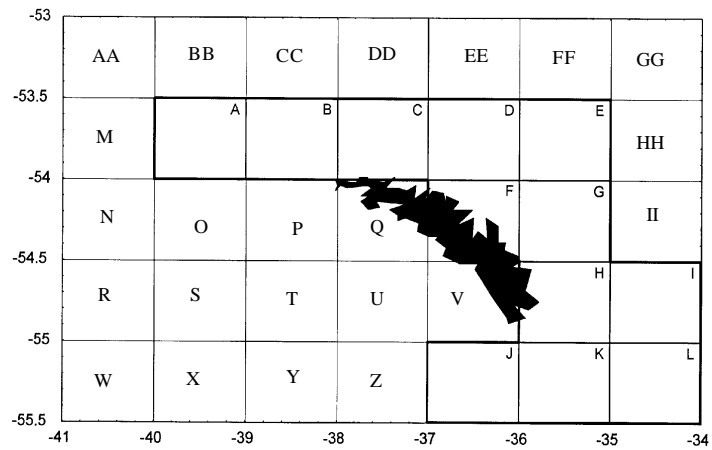 -53
AA BB CC DD EE FF GG
-53.5
A B C D E
M HH
-54
F G
N O P Q II
-54.5
H I
R S T U V
-55
J K L
W X Y Z
-55.5
-41 -40 -39 -38 -37 -36 -35 -34